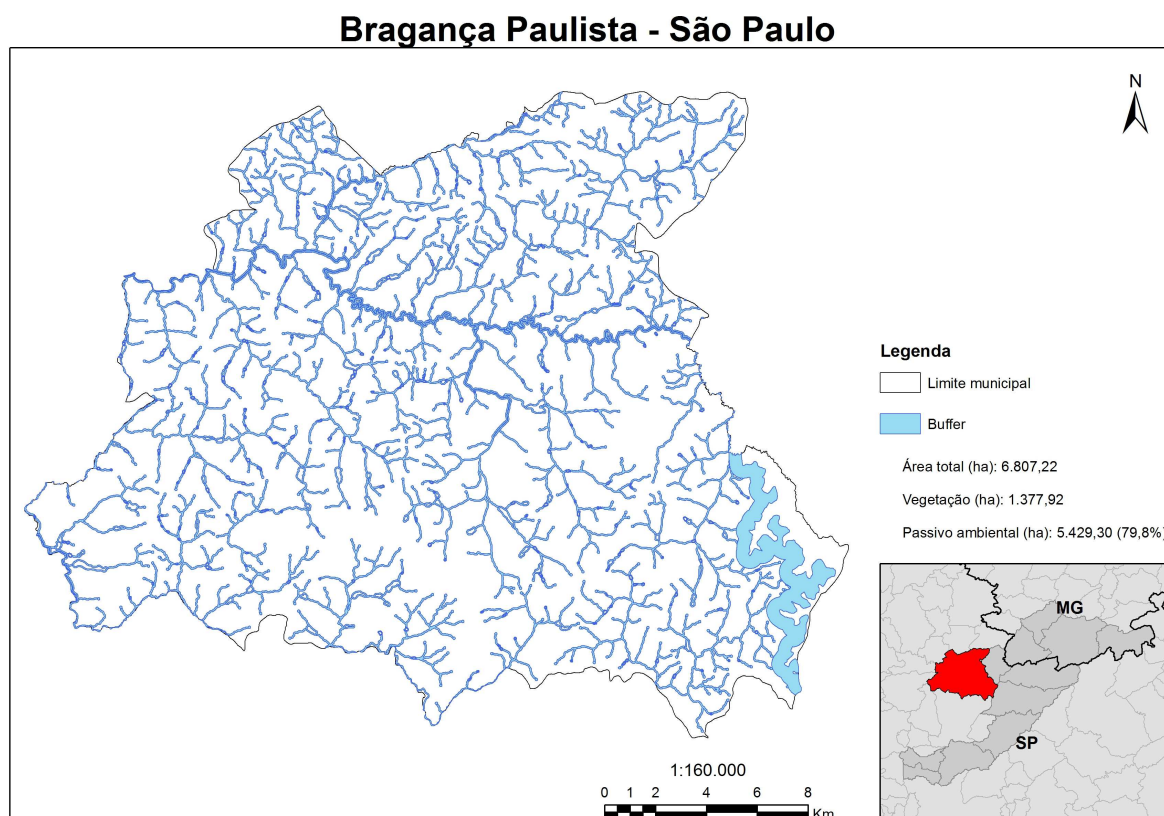 Bragança Paulista - São Paulo
N
Legenda
Limite municipal
Buffer
Área total (ha): 6.807,22
Vegetação (ha): 1.377,92
Passivo ambiental (ha): 5.429,30 (79,8%)
MG
SP
1:160.000
0 1 2 4 6 8
Km